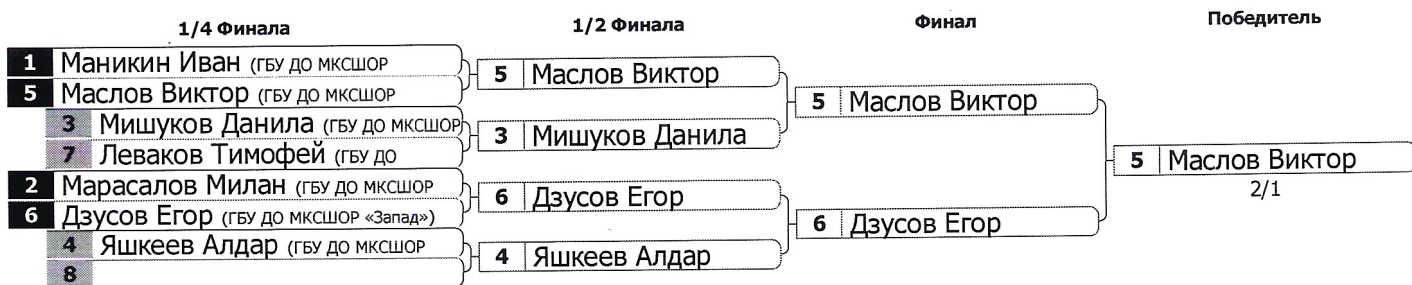 1/4 Финала
1/2 Финала
Финал
Победитель
1 Маникин Иван (ГБУ ДО МКСШОР
5 Маслов Виктор (ГБУ ДО МКСШОР
3 Мишуков Данила (ГБУ ДО МКСШОР
7 Леваков Тимофей (ГБУ ДО
2 Марасалов Милан (ГБУ ДО МКСШОР
6 Дзусов Егор (ГБУ ДО МКСШОР «Запад»)
4 Яшкеев Алдар (ГБУ ДО МКСШОР
8
5 Маслов Виктор
3 Мишуков Данила
6 Дзусов Егор
4 Яшкеев Алдар
5 Маслов Виктор
6 Дзусов Егор
5 Маслов Виктор
2/1